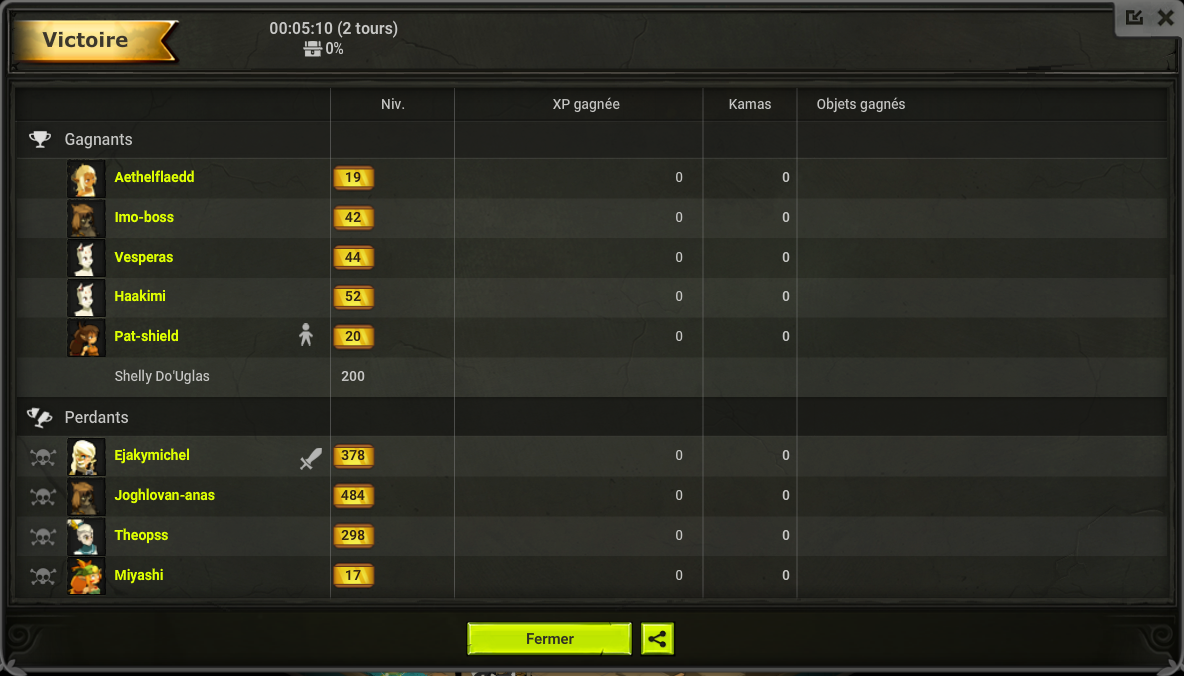 Victoire
00:05:10 (2 tours)
0%
Niv. XP gagnée Kamas Objets gagnés
Gagnants
Aethelflaedd 19 0 0
Imo-boss 42 0 0
Vesperas 44 0 0
Haakimi 52 0 0
Pat-shield 20 0 0
Shelly Do'Uglas 200
Perdants
Ejakymichel 378 0 0
Joghlovan-anas 484 0 0
Theopss 298 0 0
Miyashi 17 0 0
Fermer